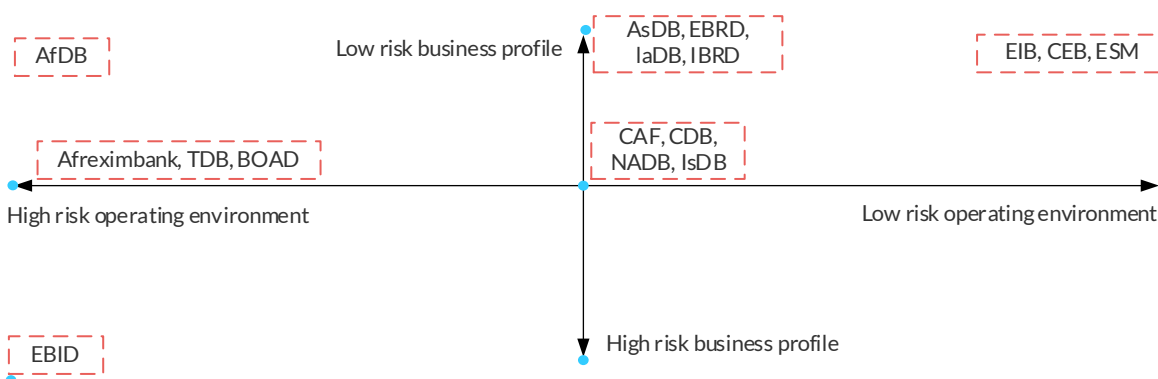 AfDB
Low risk business profile
AsDB, EBRD,
IaDB, IBRD
EIB, CEB, ESM
Afreximbank, TDB, BOAD
CAF, CDB,
NADB, IsDB
High risk operating environment
Low risk operating environment
EBID
High risk business profile